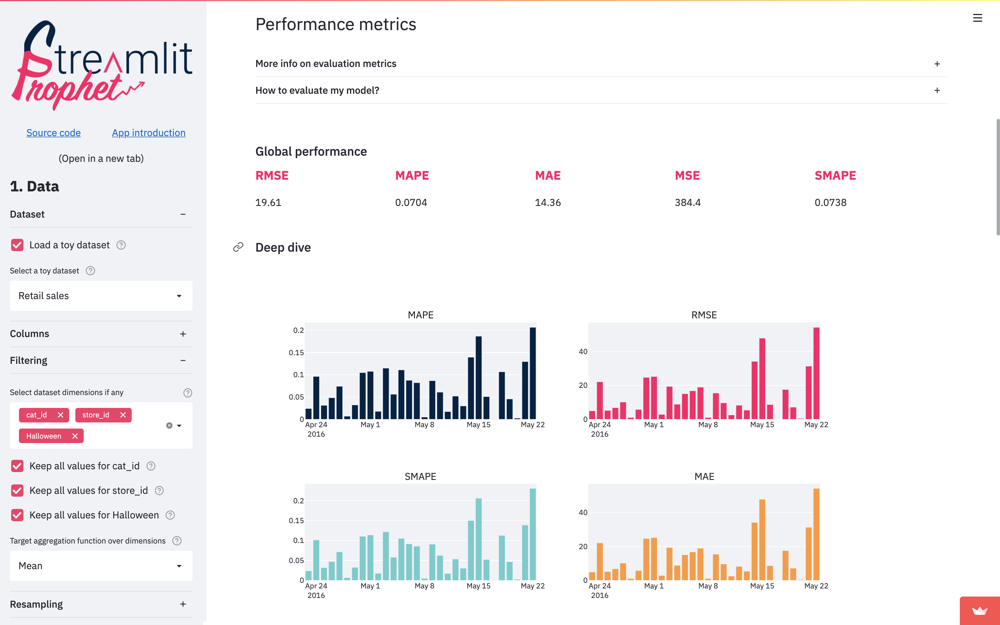 Streamlit
Prophet
Source code
App introduction
(Open in a new tab)
1. Data
Dataset
Load a toy dataset
Select a toy dataset
Retail sales
Columns
Filtering
Select dataset dimensions if any
cat_id
store_id
Halloween
Keep all values for cat_id
Keep all values for store_id
Keep all values for Halloween
Target aggregation function over dimensions
Mean
Resampling
Performance metrics
More info on evaluation metrics
How to evaluate my model?
Global performance
RMSE MAPE MAE MSE SMAPE
19.61 0.0704 14.36 384.4 0.0738
Deep dive
MAPE
0.2
0.15
0.1
0.05
0
Apr 24 May 1 May 8 May 15 May 22
2016
RMSE
40
20
0
Apr 24 May 1 May 8 May 15 May 22
2016
SMAPE
0.2
0.15
0.1
0.05
0
Apr 24 May 1 May 8 May 15 May 22
2016
MAE
40
20
0
Apr 24 May 1 May 8 May 15 May 22
2016